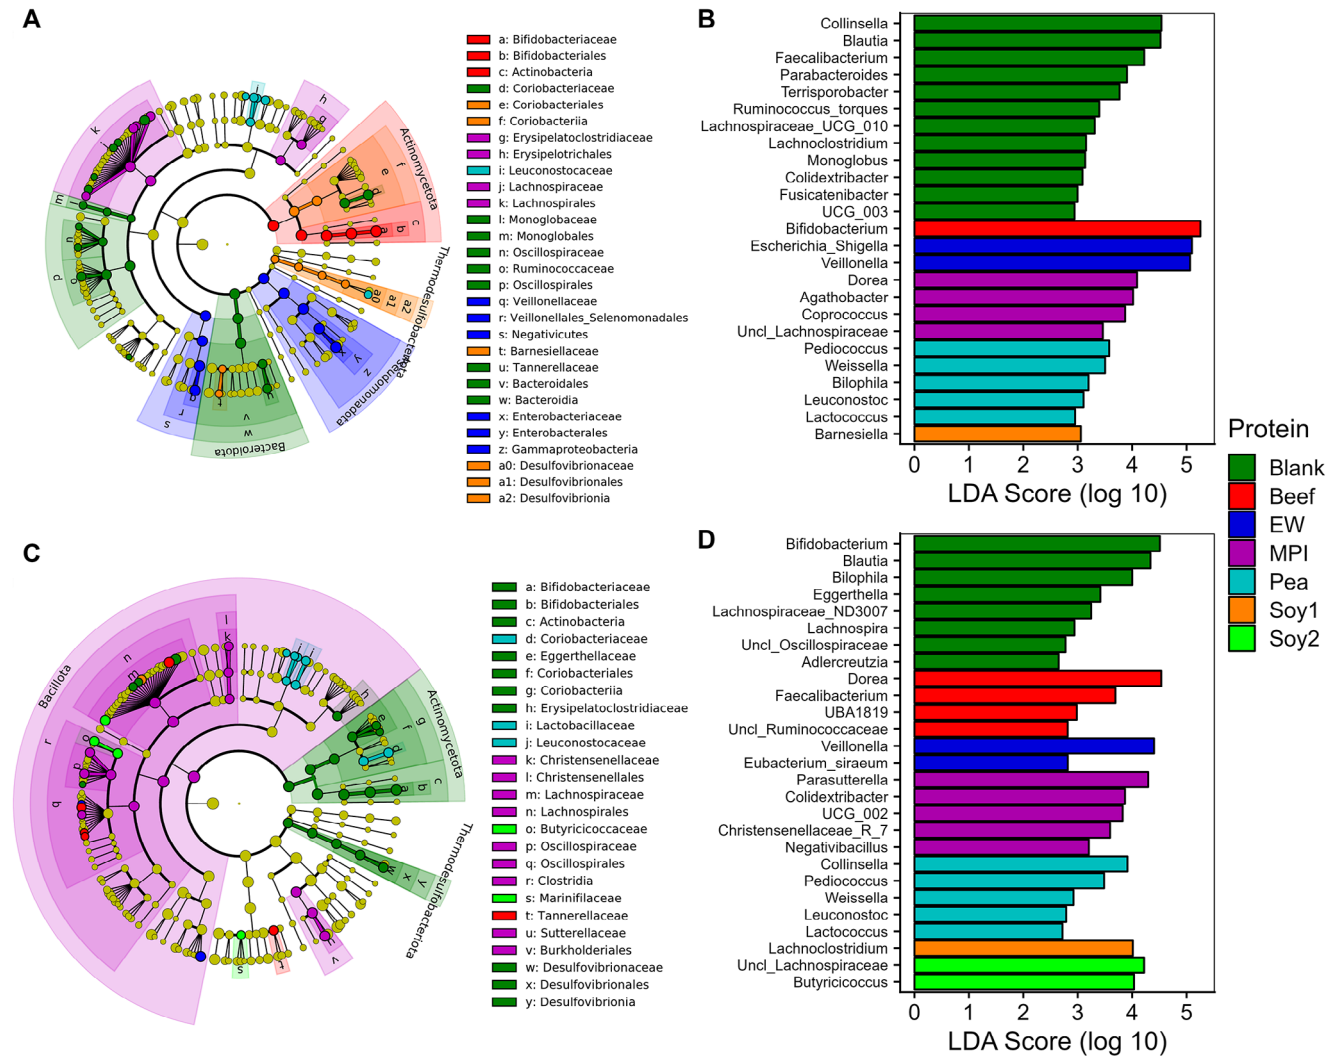 A
a: Bifidobacteriaceae
b: Bifidobacteriales
c: Actinobacteria
d: Coriobacteriaceae
e: Coriobacteriales
f: Coriobacteriia
g: Erysipelatoclostridiaceae
h: Erysipelotrichales
i: Leuconostocaceae
j: Lachnospiraceae
k: Lachnospirales
l: Monoglobaceae
m: Monoglobales
n: Oscillospiraceae
o: Ruminococcaceae
p: Oscillospirales
q: Veillonellaceae
r: Veillonellales_Selenomonadales
s: Negativicutes
t: Barnesiellaceae
u: Tannerellaceae
v: Bacteroidales
w: Bacteroidia
x: Enterobacteriaceae
y: Enterobacterales
z: Gammaproteobacteria
a0: Desulfovibrionaceae
a1: Desulfovibrionales
a2: Desulfovibrionia
Actinomycetota
Thermodesulfobacteriota
Pseudomonadota
Bacteroidota
a
b
c
d
e
f
g
h
i
j
k
l
m
n
o
p
q
r
s
t
u
v
w
x
y
z
a0
a1
a2
B
Collinsella
Blautia
Faecalibacterium
Parabacteroides
Terrisporobacter
Ruminococcus_torques
Lachnospiraceae_UCG_010
Lachnoclostridium
Monoglobus
Colidextribacter
Fusicatenibacter
UCG_003
Bifidobacterium
Escherichia_Shigella
Veillonella
Dorea
Agathobacter
Coprococcus
Uncl_Lachnospiraceae
Pediococcus
Weissella
Bilophila
Leuconostoc
Lactococcus
Barnesiella
0 1 2 3 4 5
LDA Score (log 10)
Protein
Blank
Beef
EW
MPI
Pea
Soy1
Soy2
C
a: Bifidobacteriaceae
b: Bifidobacteriales
c: Actinobacteria
d: Coriobacteriaceae
e: Eggerthellaceae
f: Coriobacteriales
g: Coriobacteriia
h: Erysipelatoclostridiaceae
i: Lactobacillaceae
j: Leuconostocaceae
k: Christensenellaceae
l: Christensenellales
m: Lachnospiraceae
n: Lachnospirales
o: Butyricicoccaceae
p: Oscillospiraceae
q: Oscillospirales
r: Clostridia
s: Marinifilaceae
t: Tannerellaceae
u: Sutterellaceae
v: Burkholderiales
w: Desulfovibrionaceae
x: Desulfovibrionales
y: Desulfovibrionia
Bacillota
Actinomycetota
Thermodesulfobacteriota
a
b
c
d
e
f
g
h
i
j
k
l
m
n
o
p
q
r
s
t
u
v
w
x
y
D
Bifidobacterium
Blautia
Bilophila
Eggerthella
Lachnospiraceae_ND3007
Lachnospira
Uncl_Oscillospiraceae
Adlercreutzia
Dorea
Faecalibacterium
UBA1819
Uncl_Ruminococcaceae
Veillonella
Eubacterium_siraeum
Parasutterella
Colidextribacter
UCG_002
Christensenellaceae_R_7
Negativibacillus
Collinsella
Pediococcus
Weissella
Leuconostoc
Lactococcus
Lachnoclostridium
Uncl_Lachnospiraceae
Butyricicoccus
0 1 2 3 4 5
LDA Score (log 10)